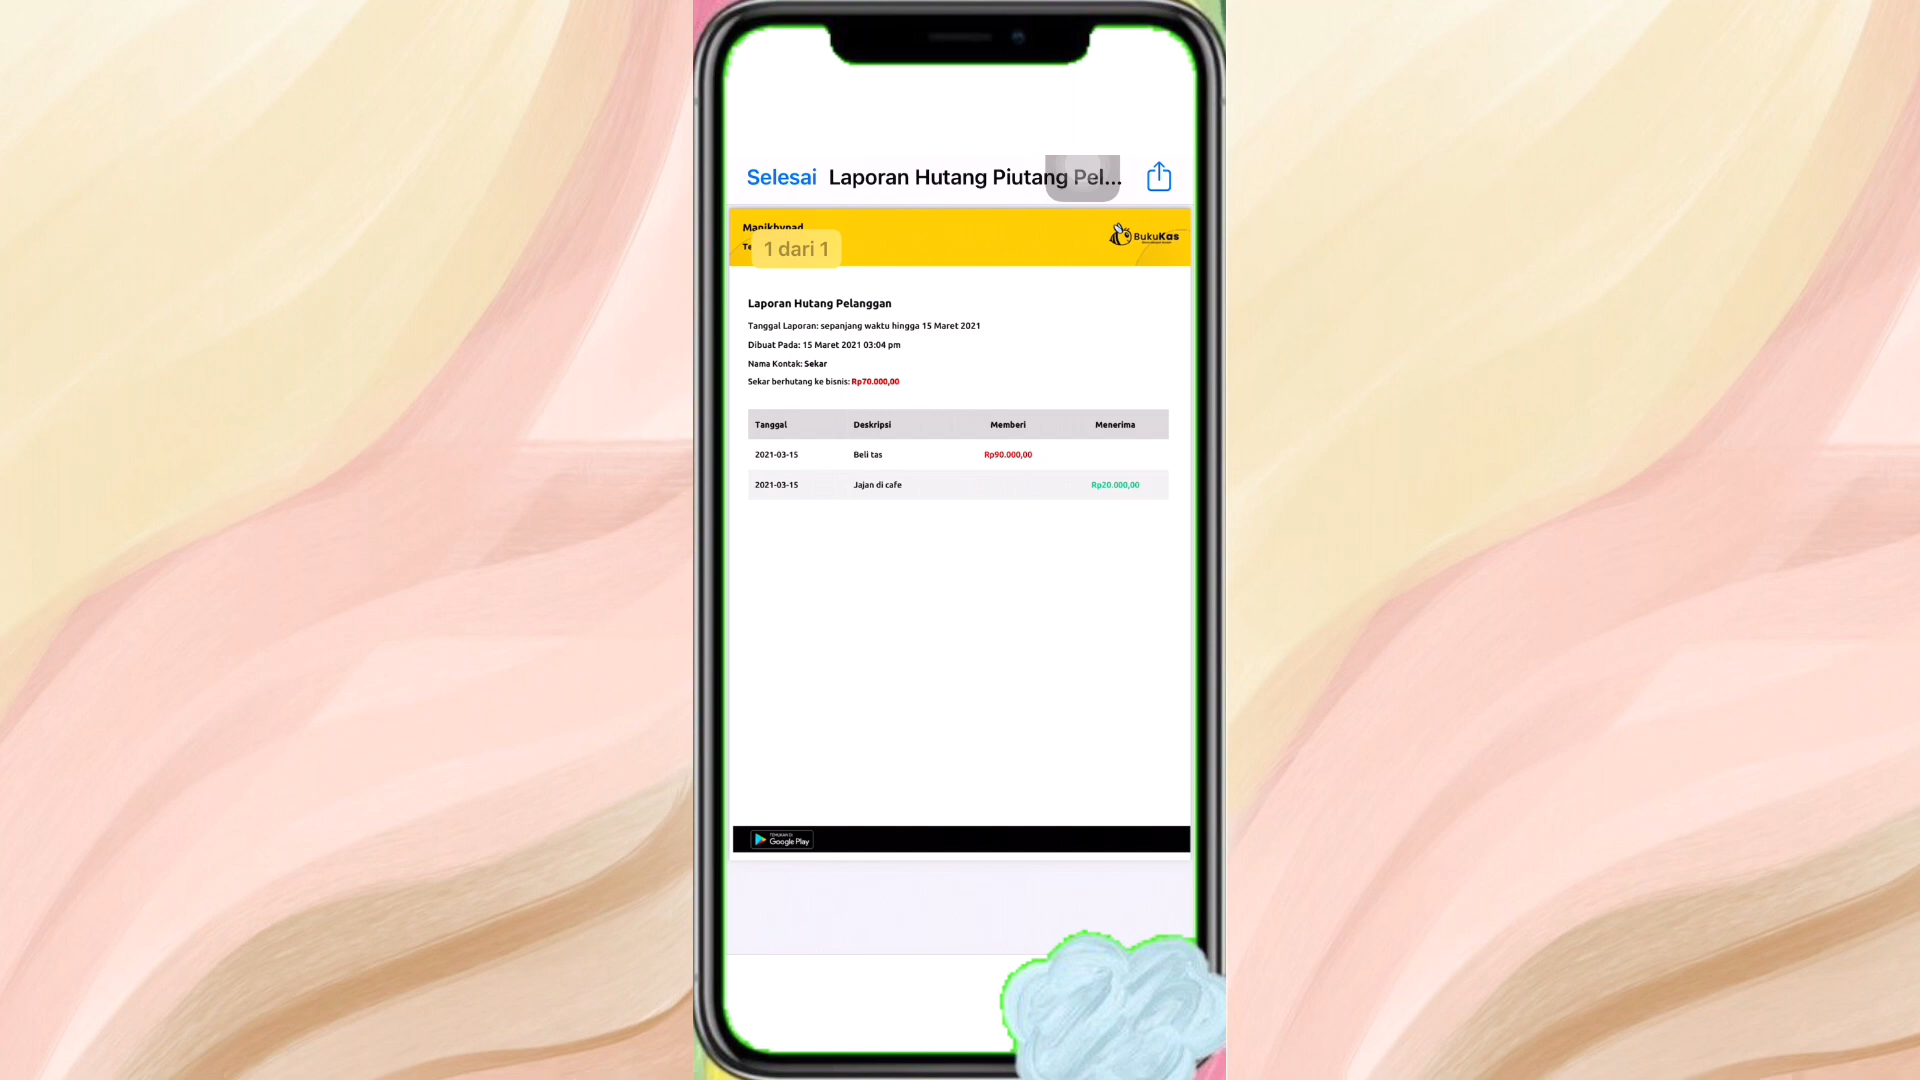 Selesai Laporan Hutang Piutang Pel...
1 dari 1
BukuKas
Laporan Hutang Pelanggan
Tanggal Laporan: sepanjang waktu hingga 15 Maret 2021
Dibuat Pada: 15 Maret 2021 03:04 pm
Nama Kontak: Sekar
Sekar berhutang ke bisnis: Rp70.000,00
Tanggal Deskripsi Memberi Menerima
2021-03-15 Beli tas Rp90.000,00
2021-03-15 Jajan di cafe Rp20.000,00
TEMUKAN DI
Google Play